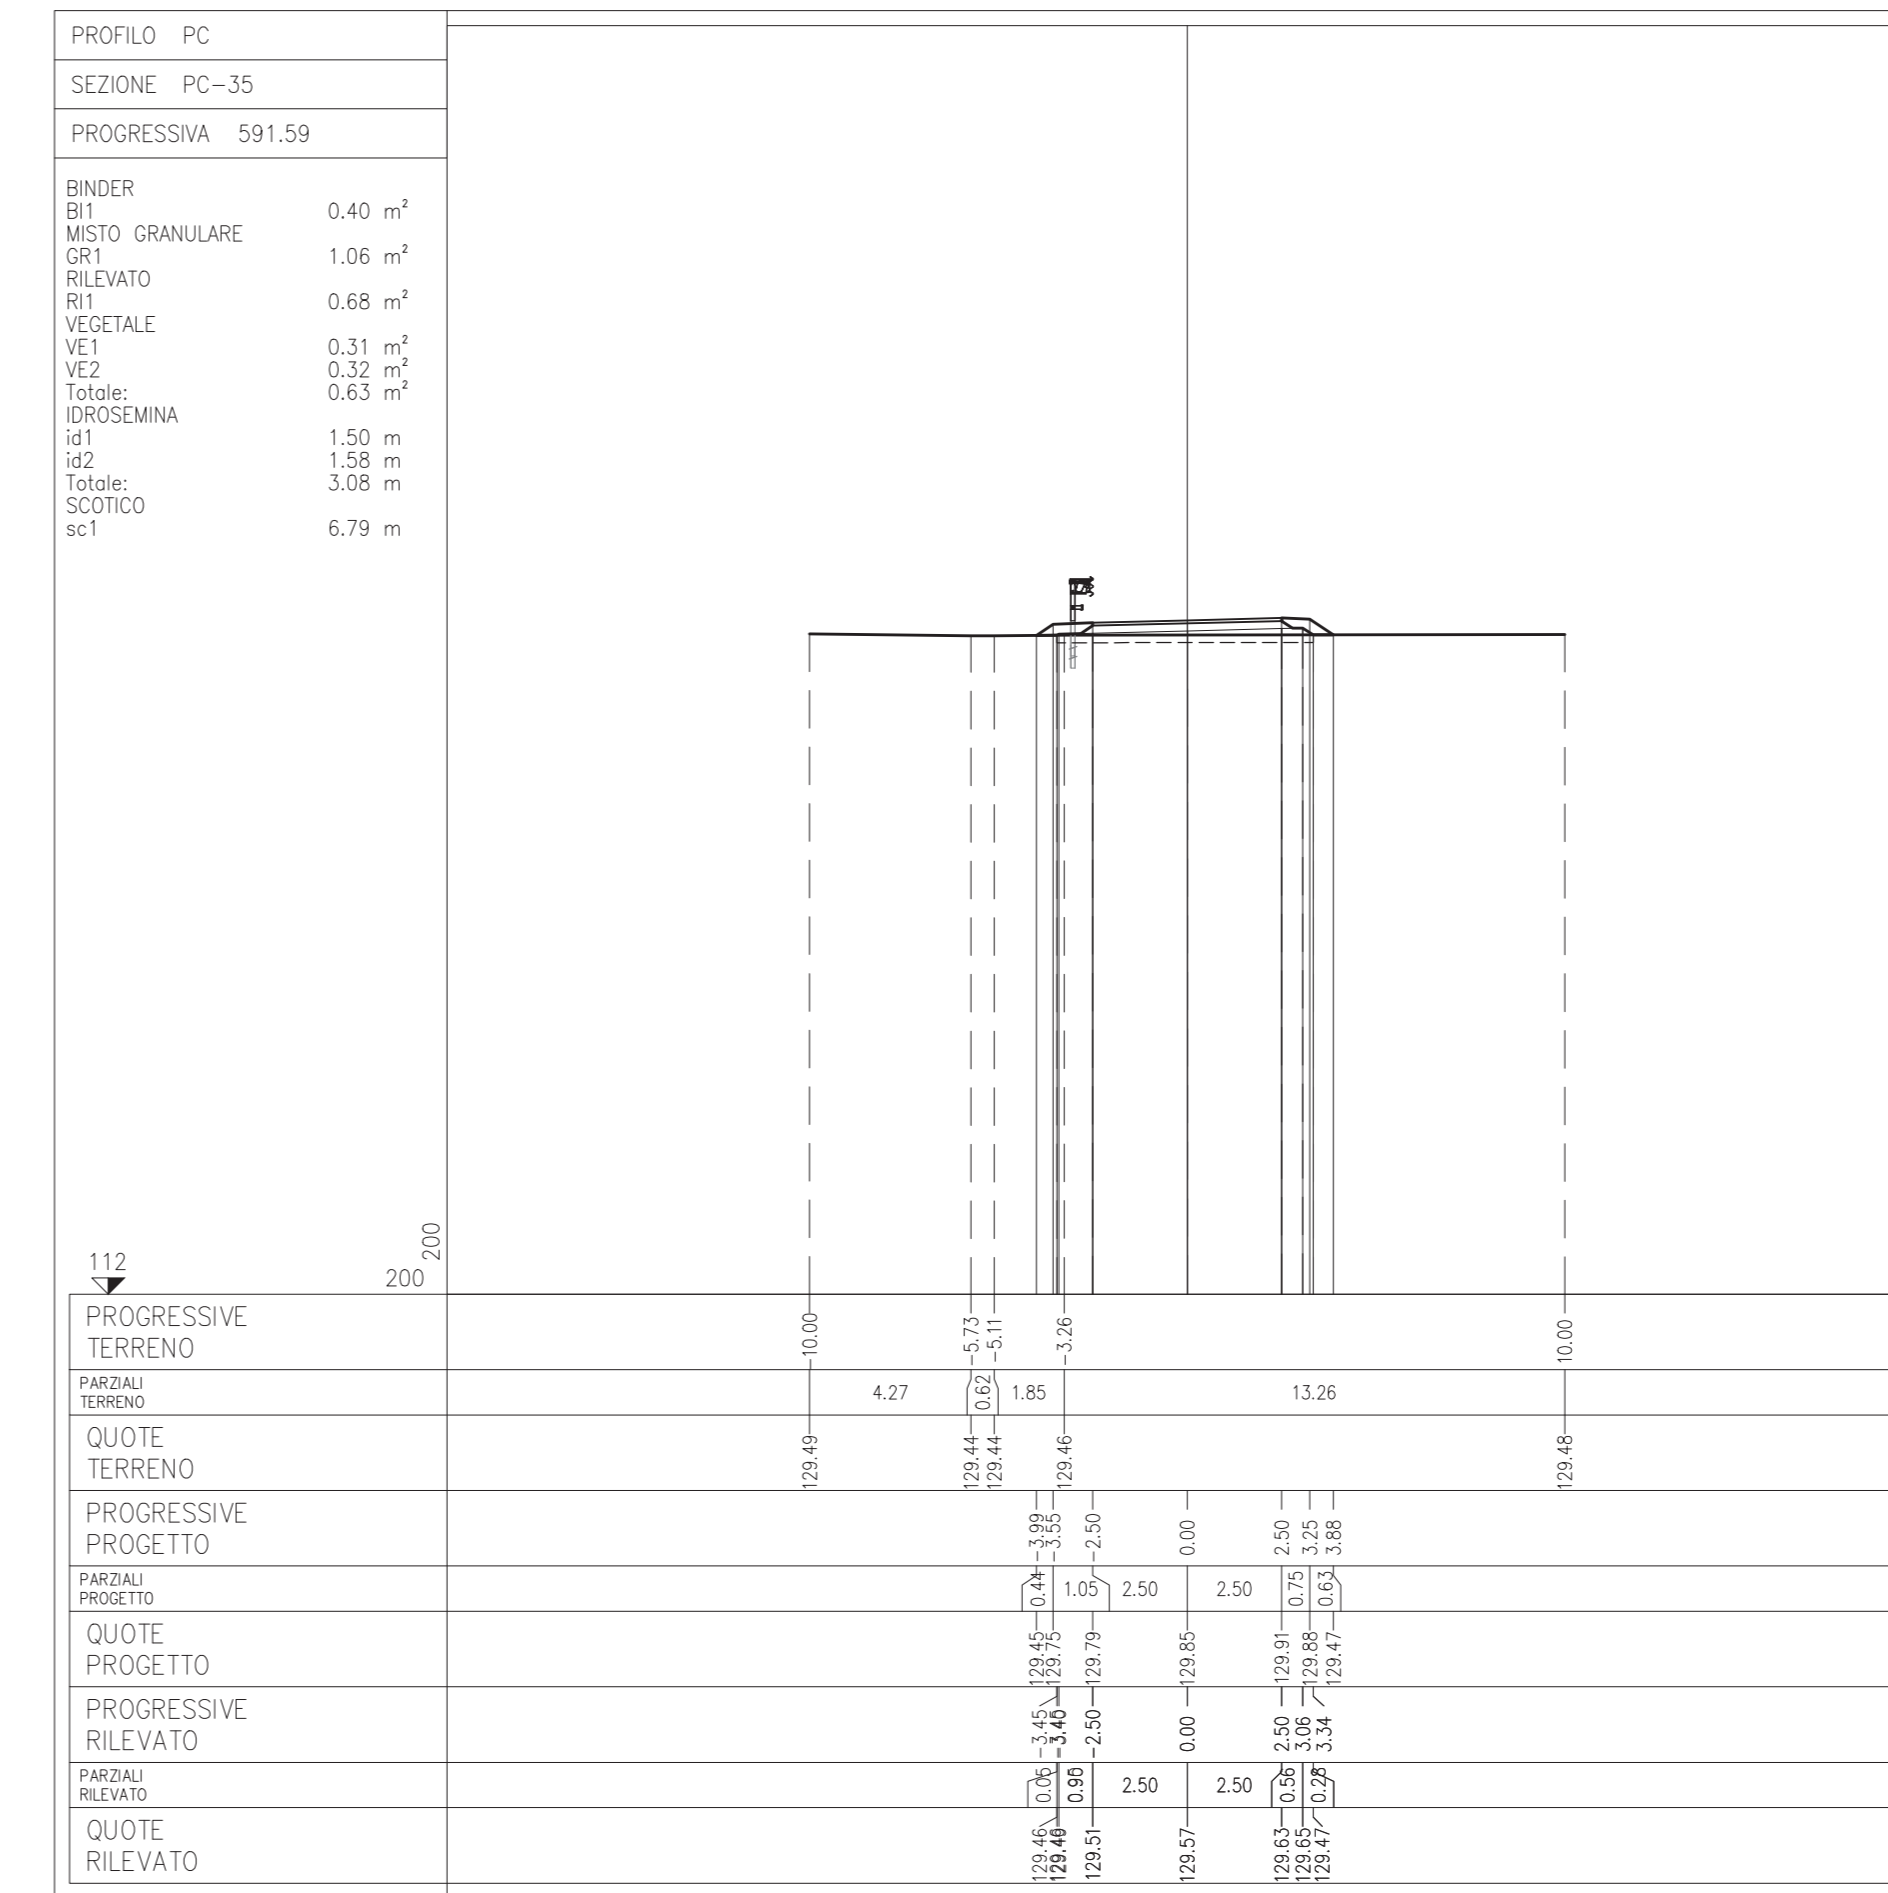 PROFILO PC
SEZIONE PC-35
PROGRESSIVA 591.59
BINDER
BI1 0.40 m²
MISTO GRANULARE
GR1 1.06 m²
RILEVATO
RI1 0.68 m²
VEGETALE
VE1 0.31 m²
VE2 0.32 m²
Totale: 0.63 m²
IDROSEMINA
id1 1.50 m
id2 1.58 m
Totale: 3.08 m
SCOTICO
sc1 6.79 m
112
200
200
PROGRESSIVE
TERRENO
-10.00 -5.73 -5.11 -3.26 10.00
PARZIALI
TERRENO
4.27 0.62 1.85 13.26
QUOTE
TERRENO
129.49 129.44 129.44 129.46 129.48
PROGRESSIVE
PROGETTO
-3.99 -3.55 -2.50 0.00 2.50 3.25 3.88
PARZIALI
PROGETTO
0.44 1.05 2.50 2.50 0.75 0.63
QUOTE
PROGETTO
129.45 129.75 129.79 129.85 129.91 129.88 129.47
PROGRESSIVE
RILEVATO
-3.45 -2.50 0.00 2.50 3.06 3.34
PARZIALI
RILEVATO
0.05 2.50 2.50 0.56 0.28
QUOTE
RILEVATO
129.46 129.51 129.57 129.63 129.65 129.47